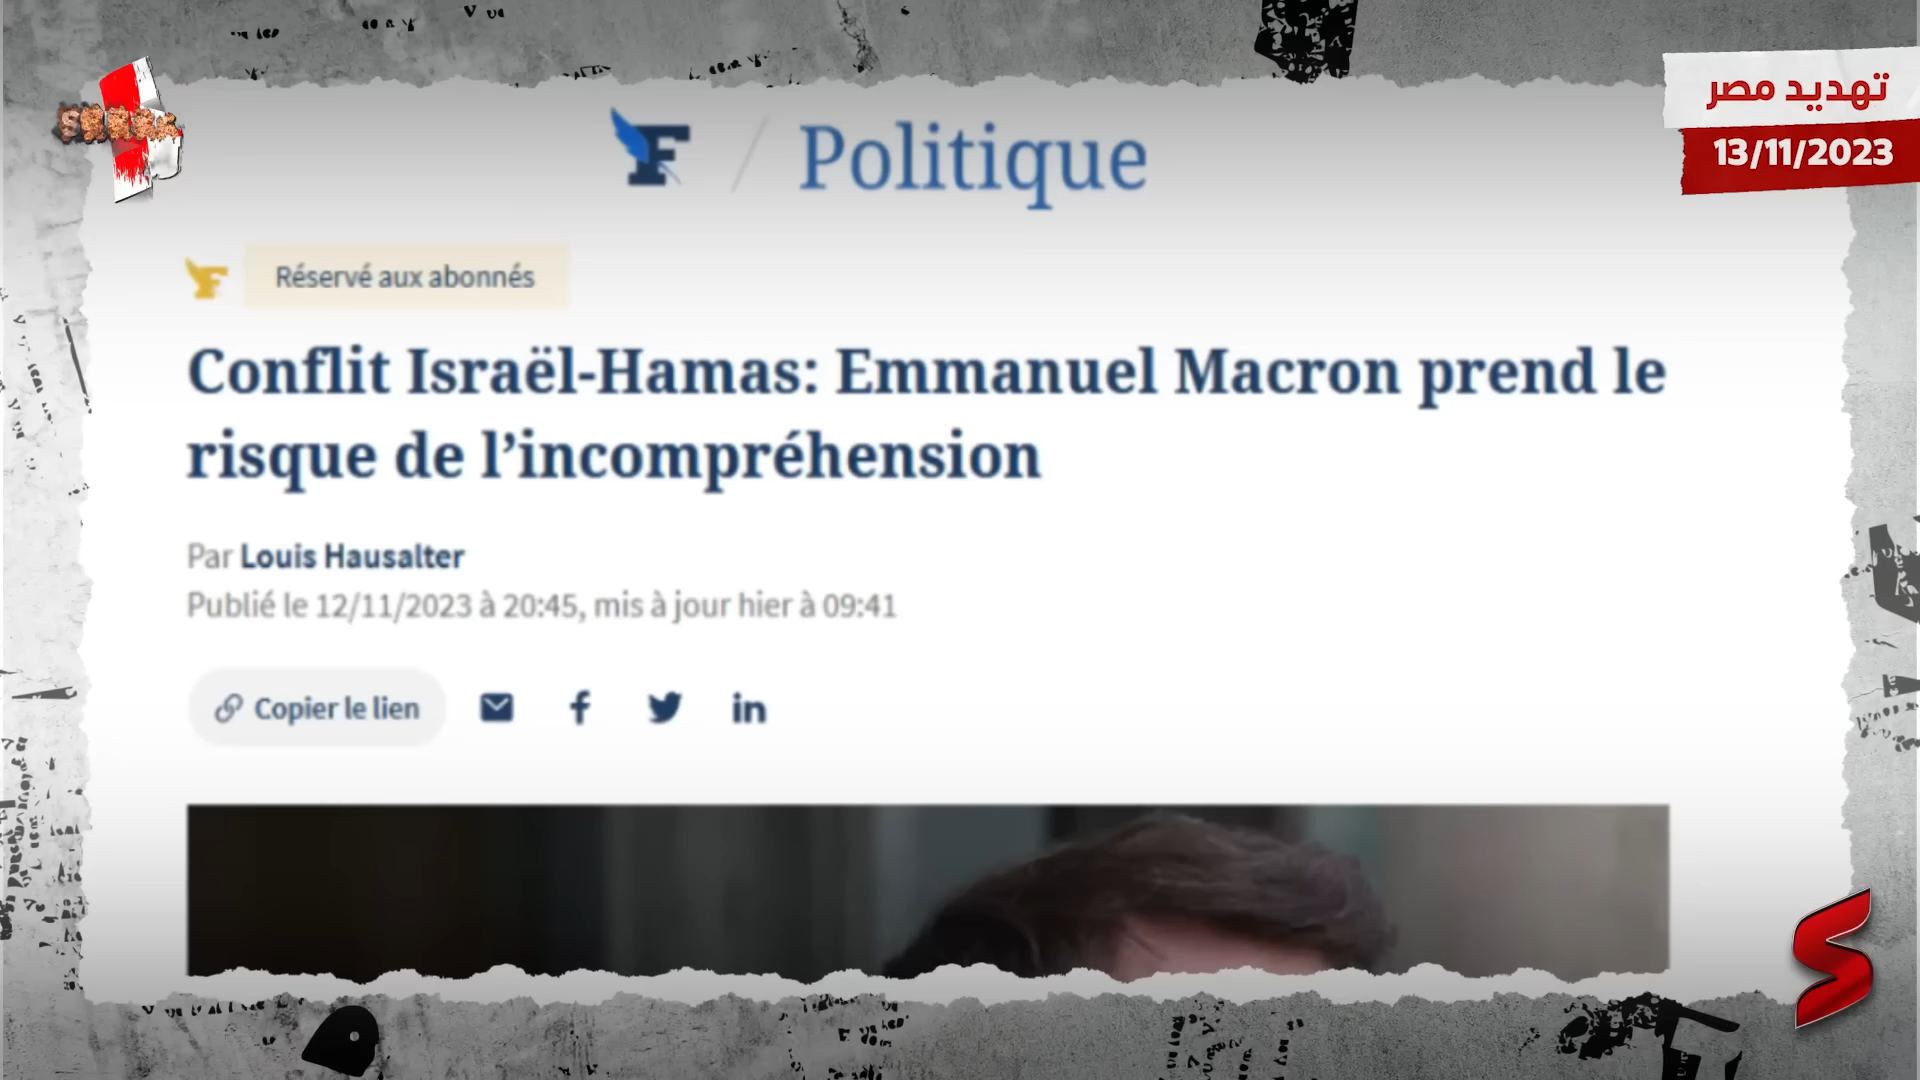 تهديد مصر
13/11/2023
F / Politique
Réservé aux abonnés
Conflit Israël-Hamas: Emmanuel Macron prend le
risque de l’incompréhension
Par Louis Hausalter
Publié le 12/11/2023 à 20:45, mis à jour hier à 09:41
Copier le lien